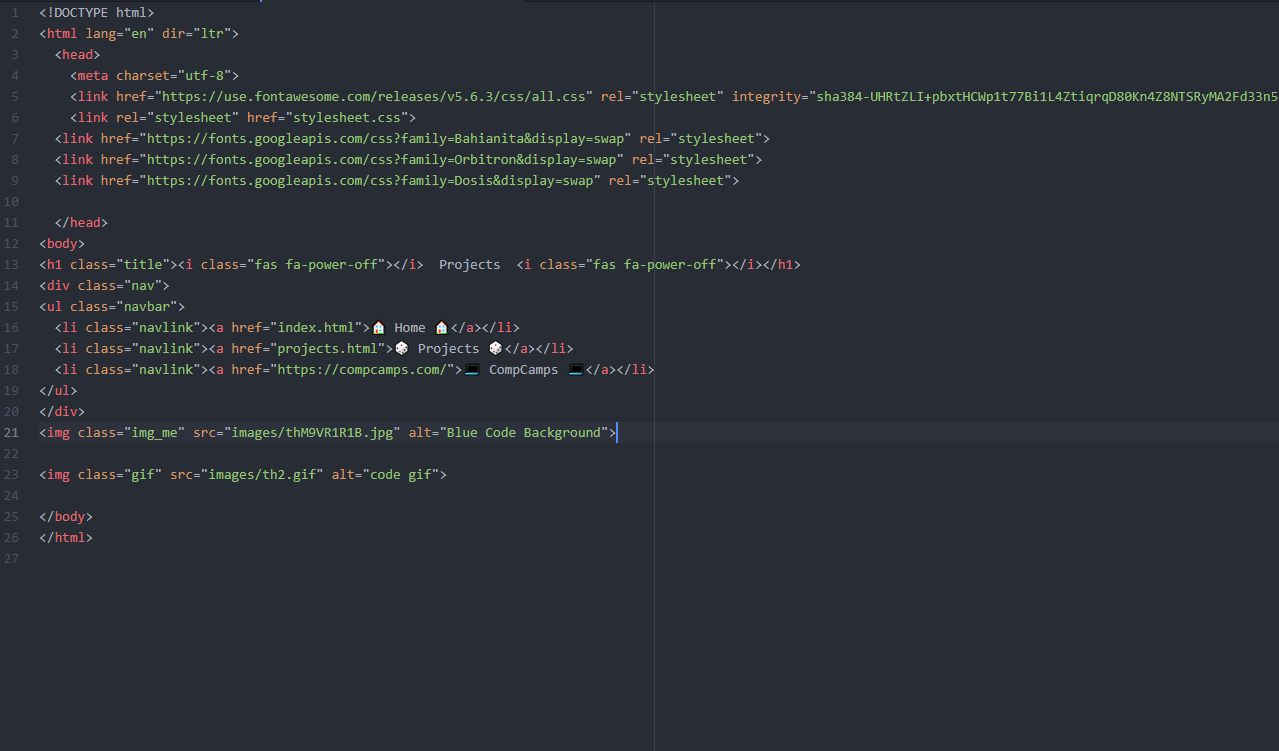 1 <!DOCTYPE html>
2 <html lang="en" dir="ltr">
3   <head>
4     <meta charset="utf-8">
5     <link href="https://use.fontawesome.com/releases/v5.6.3/css/all.css" rel="stylesheet" integrity="sha384-UHRtZLI+pbxtHCWp1t77Bi1L4ZtiqrqD80Kn4Z8NTSRyMA2Fd33n5
6     <link rel="stylesheet" href="stylesheet.css">
7   <link href="https://fonts.googleapis.com/css?family=Bahianita&display=swap" rel="stylesheet">
8   <link href="https://fonts.googleapis.com/css?family=Orbitron&display=swap" rel="stylesheet">
9   <link href="https://fonts.googleapis.com/css?family=Dosis&display=swap" rel="stylesheet">
10
11   </head>
12 <body>
13 <h1 class="title"><i class="fas fa-power-off"></i>  Projects  <i class="fas fa-power-off"></i></h1>
14 <div class="nav">
15 <ul class="navbar">
16   <li class="navlink"><a href="index.html">🏠 Home 🏠</a></li>
17   <li class="navlink"><a href="projects.html">🎲 Projects 🎲</a></li>
18   <li class="navlink"><a href="https://compcamps.com/">💻 CompCamps 💻</a></li>
19 </ul>
20 </div>
21 <img class="img_me" src="images/thM9VR1R1B.jpg" alt="Blue Code Background">
22
23 <img class="gif" src="images/th2.gif" alt="code gif">
24
25 </body>
26 </html>
27